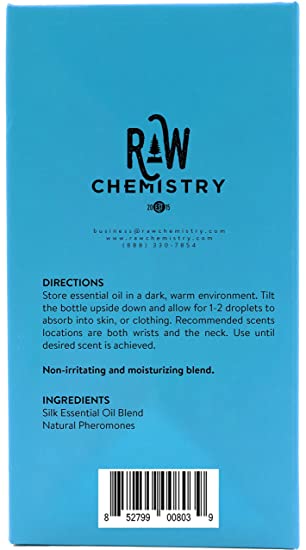 RAW
CHEMISTRY
20 EST 15
business@rawchemistry.com
www.rawchemistry.com
(888) 330-7854
DIRECTIONS
Store essential oil in a dark, warm environment. Tilt
the bottle upside down and allow for 1-2 droplets to
absorb into skin, or clothing. Recommended scents
locations are both wrists and the neck. Use until
desired scent is achieved.
Non-irritating and moisturizing blend.
INGREDIENTS
Silk Essential Oil Blend
Natural Pheromones
8 52799 00803 9